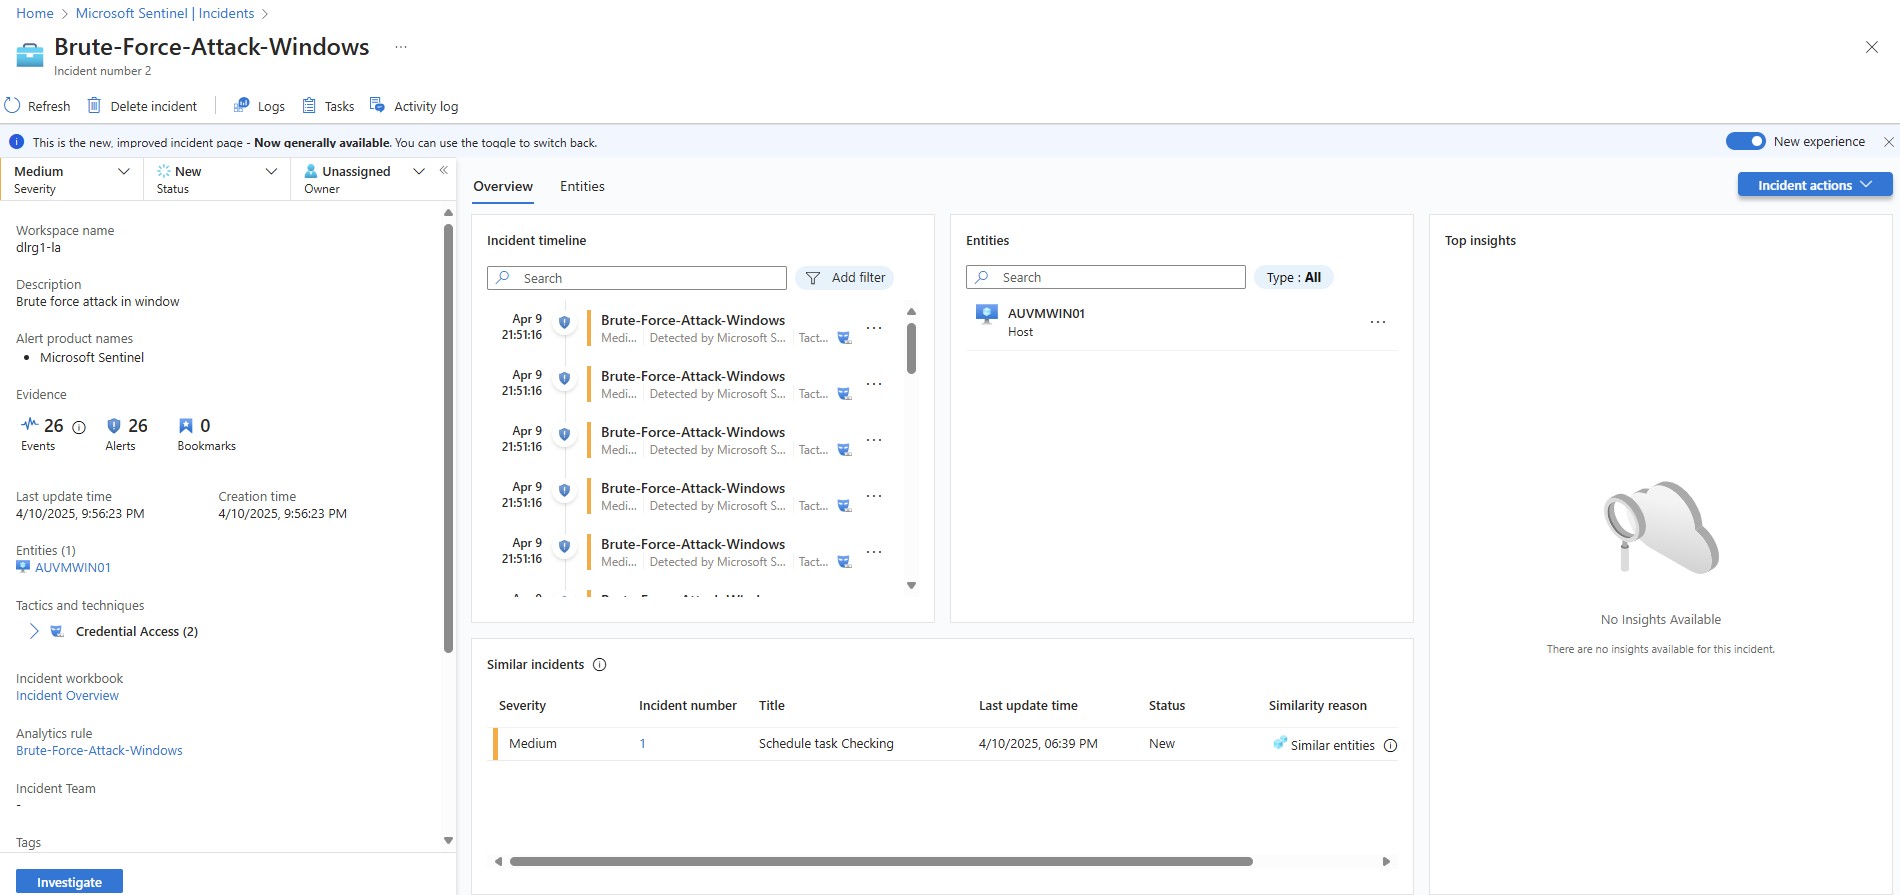 Home > Microsoft Sentinel | Incidents >
Brute-Force-Attack-Windows ...
Incident number 2
Refresh Delete incident Logs Tasks Activity log
This is the new, improved incident page - Now generally available. You can use the toggle to switch back.
New experience
Medium
Severity
New
Status
Unassigned
Owner
Workspace name
dlrg1-la
Description
Brute force attack in window
Alert product names
• Microsoft Sentinel
Evidence
26
Events
26
Alerts
0
Bookmarks
Last update time
4/10/2025, 9:56:23 PM
Creation time
4/10/2025, 9:56:23 PM
Entities (1)
AUVMWIN01
Tactics and techniques
Credential Access (2)
Incident workbook
Incident Overview
Analytics rule
Brute-Force-Attack-Windows
Incident Team
-
Tags
Investigate
Overview Entities
Incident actions
Incident timeline
Search
Add filter
Apr 9
21:51:16
Brute-Force-Attack-Windows
Medi... Detected by Microsoft S... Tact...
Apr 9
21:51:16
Brute-Force-Attack-Windows
Medi... Detected by Microsoft S... Tact...
Apr 9
21:51:16
Brute-Force-Attack-Windows
Medi... Detected by Microsoft S... Tact...
Apr 9
21:51:16
Brute-Force-Attack-Windows
Medi... Detected by Microsoft S... Tact...
Apr 9
21:51:16
Brute-Force-Attack-Windows
Medi... Detected by Microsoft S... Tact...
Entities
Search
Type : All
AUVMWIN01
Host
Top insights
No Insights Available
There are no insights available for this incident.
Similar incidents
Severity Incident number Title Last update time Status Similarity reason
Medium 1 Schedule task Checking 4/10/2025, 06:39 PM New Similar entities